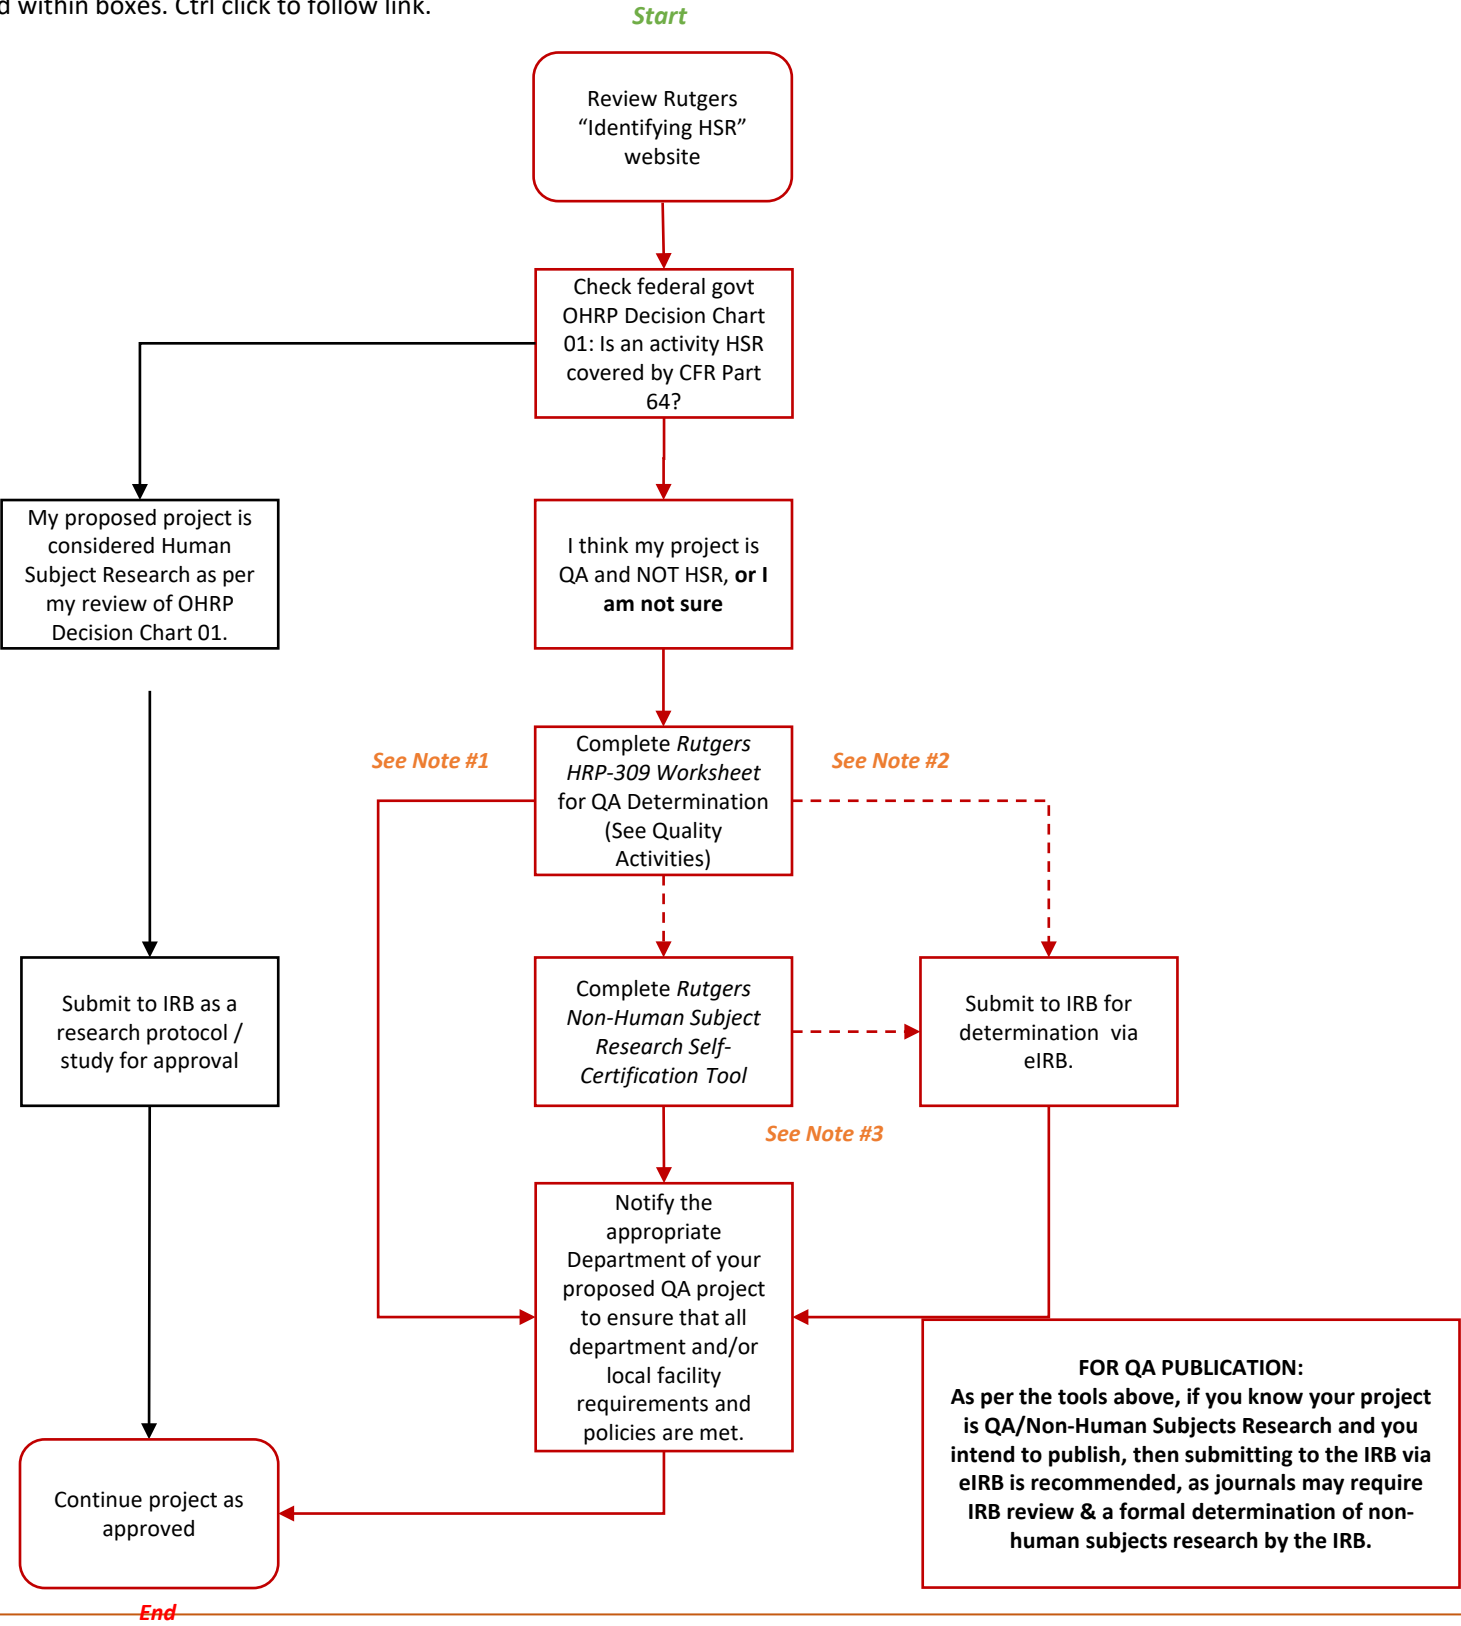 d within boxes. Ctrl click to follow link.
Start
Review Rutgers
“Identifying HSR”
website
Check federal govt
OHRP Decision Chart
01: Is an activity HSR
covered by CFR Part
64?
My proposed project is
considered Human
Subject Research as per
my review of OHRP
Decision Chart 01.
I think my project is
QA and NOT HSR, or I
am not sure
See Note #1
Complete Rutgers
HRP-309 Worksheet
for QA Determination
(See Quality
Activities)
See Note #2
Submit to IRB as a
research protocol /
study for approval
Complete Rutgers
Non-Human Subject
Research Self-
Certification Tool
Submit to IRB for
determination  via
eIRB.
See Note #3
Notify the
appropriate
Department of your
proposed QA project
to ensure that all
department and/or
local facility
requirements and
policies are met.
FOR QA PUBLICATION:
As per the tools above, if you know your project
is QA/Non-Human Subjects Research and you
intend to publish, then submitting to the IRB via
eIRB is recommended, as journals may require
IRB review & a formal determination of non-
human subjects research by the IRB.
Continue project as
approved
End